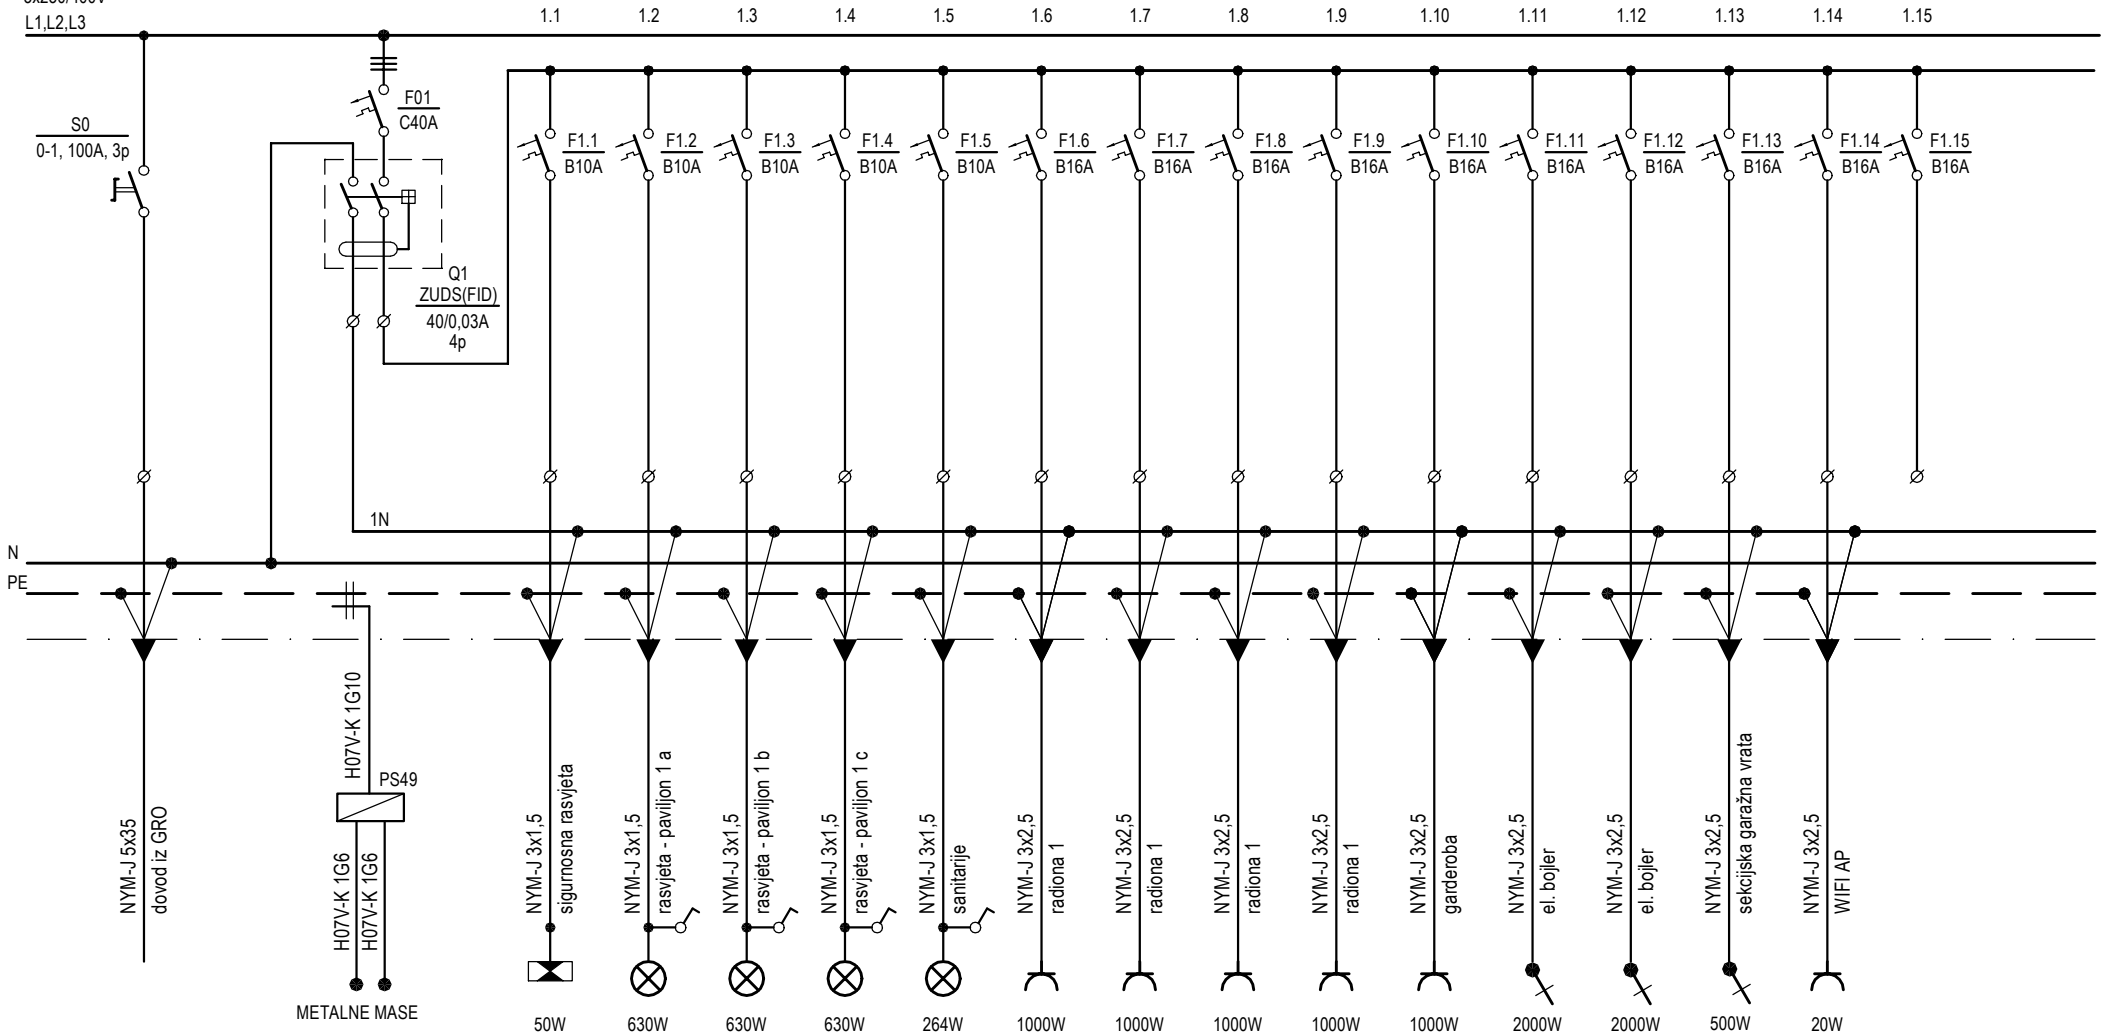 L1,L2,L3
1.1 1.2 1.3 1.4 1.5 1.6 1.7 1.8 1.9 1.10 1.11 1.12 1.13 1.14 1.15
S0
0-1, 100A, 3p
F01
C40A
F1.1 F1.2 F1.3 F1.4 F1.5 F1.6 F1.7 F1.8 F1.9 F1.10 F1.11 F1.12 F1.13 F1.14 F1.15
B10A B10A B10A B10A B10A B16A B16A B16A B16A B16A B16A B16A B16A B16A B16A
Q1
ZUDS(FID)
40/0,03A
4p
1N
N
PE
NYM-J 5x35
dovod iz GRO
H07V-K 1G10
PS49
H07V-K 1G6
H07V-K 1G6
METALNE MASE
NYM-J 3x1,5
sigurnosna rasvjeta
NYM-J 3x1,5
rasvjeta - paviljon 1 a
NYM-J 3x1,5
rasvjeta - paviljon 1 b
NYM-J 3x1,5
rasvjeta - paviljon 1 c
NYM-J 3x1,5
sanitarije
NYM-J 3x2,5
radiona 1
NYM-J 3x2,5
radiona 1
NYM-J 3x2,5
radiona 1
NYM-J 3x2,5
radiona 1
NYM-J 3x2,5
garderoba
NYM-J 3x2,5
el. bojler
NYM-J 3x2,5
el. bojler
NYM-J 3x2,5
sekcijska garažna vrata
NYM-J 3x2,5
WIFI AP
50W 630W 630W 630W 264W 1000W 1000W 1000W 1000W 1000W 2000W 2000W 500W 20W